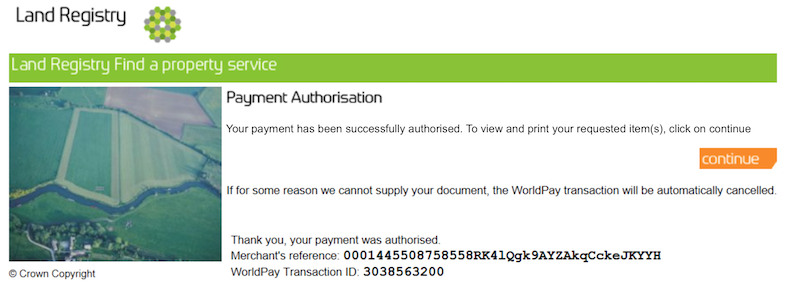 Land Registry
Land Registry Find a property service
Payment Authorisation
Your payment has been successfully authorised. To view and print your requested item(s), click on continue
continue
If for some reason we cannot supply your document, the WorldPay transaction will be automatically cancelled.
Thank you, your payment was authorised.
Merchant's reference: 0001445508758558RK4lQgk9AYZAkqCckeJKYYH
WorldPay Transaction ID: 3038563200
© Crown Copyright